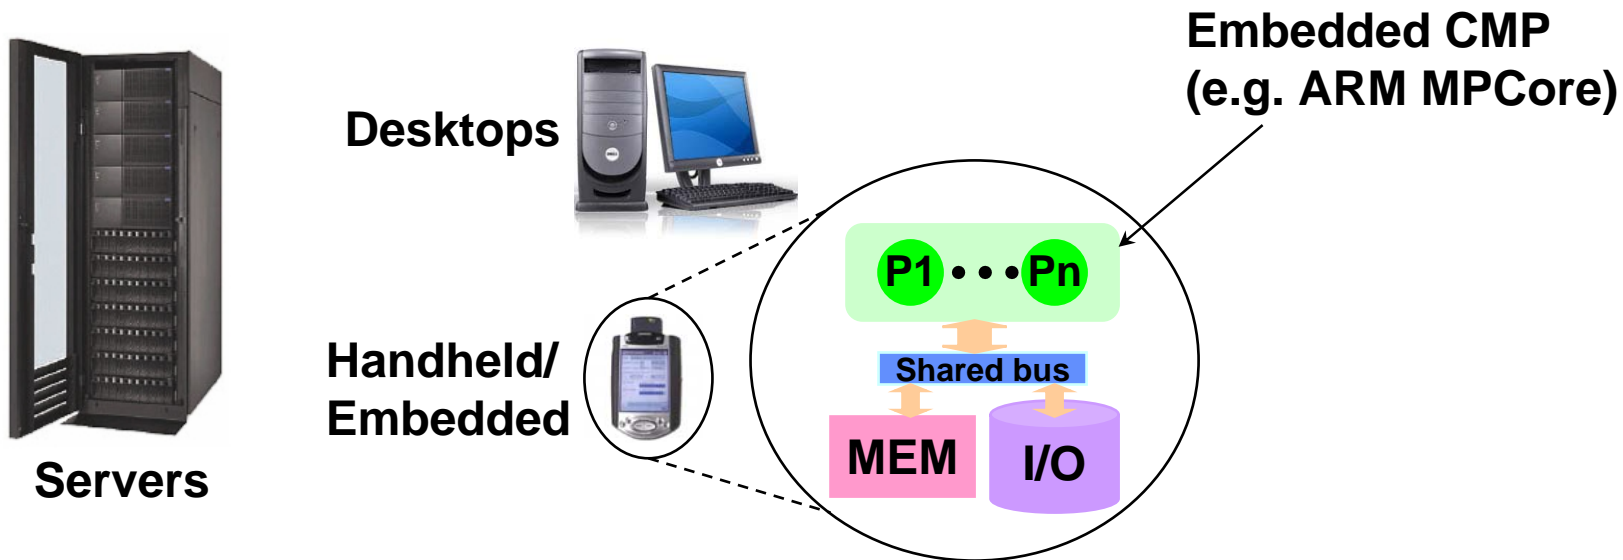 Embedded CMP
(e.g. ARM MPCore)
Desktops
P1 • • • Pn
Shared bus
Handheld/
Embedded
MEM
I/O
Servers